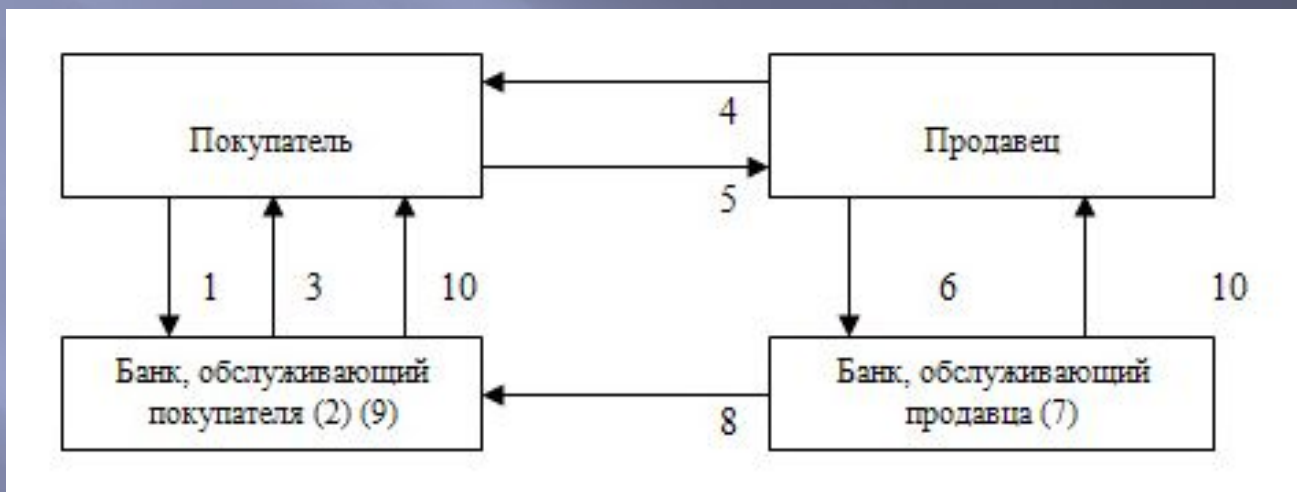 Покупатель
Продавец
4
5
1
3
10
6
10
Банк, обслуживающий
покупателя (2) (9)
Банк, обслуживающий
продавца (7)
8